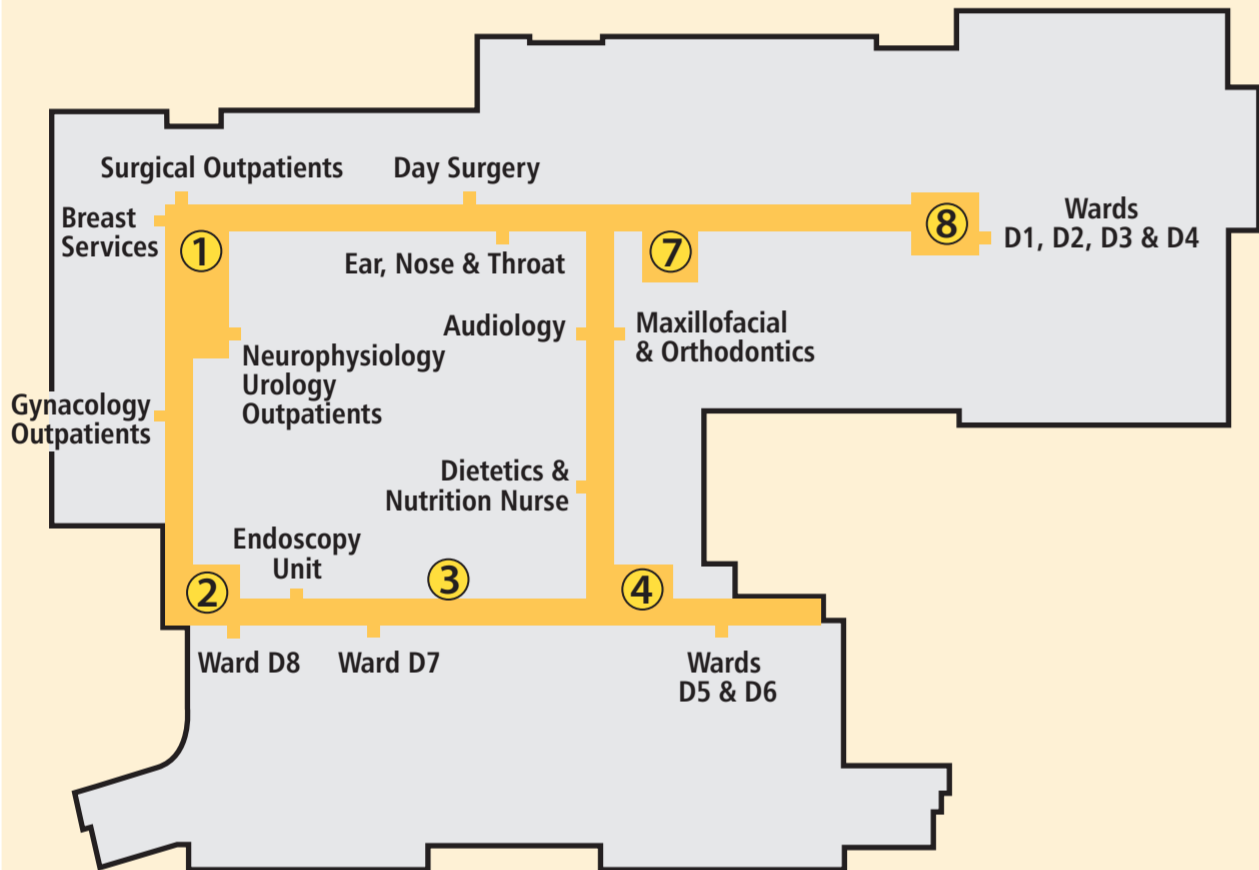 Surgical Outpatients
Day Surgery
Breast
Services
1
Ear, Nose & Throat
7
8
Wards
D1, D2, D3 & D4
Audiology
Maxillofacial
& Orthodontics
Neurophysiology
Urology
Outpatients
Gynacology
Outpatients
Dietetics &
Nutrition Nurse
Endoscopy
Unit
2
3
4
Ward D8
Ward D7
Wards
D5 & D6